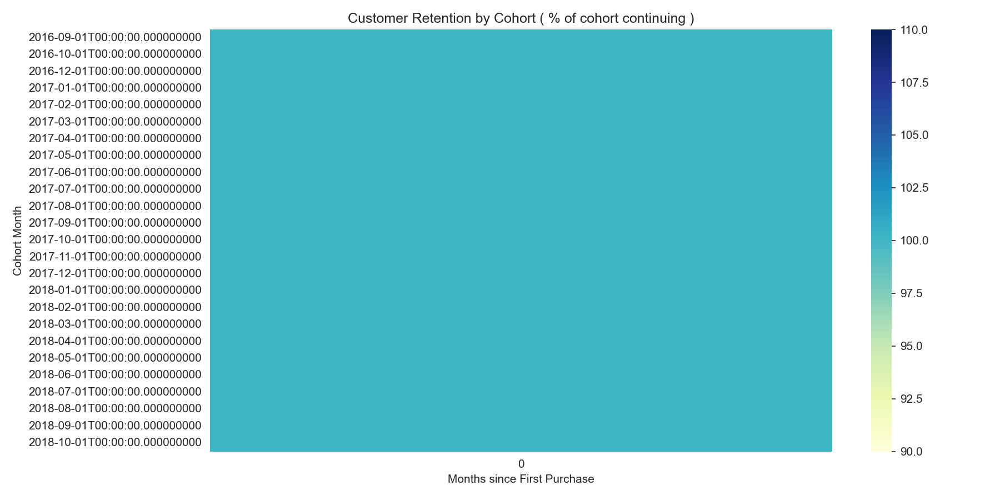 Customer Retention by Cohort ( % of cohort continuing )
Cohort Month
2016-09-01T00:00:00.000000000
2016-10-01T00:00:00.000000000
2016-12-01T00:00:00.000000000
2017-01-01T00:00:00.000000000
2017-02-01T00:00:00.000000000
2017-03-01T00:00:00.000000000
2017-04-01T00:00:00.000000000
2017-05-01T00:00:00.000000000
2017-06-01T00:00:00.000000000
2017-07-01T00:00:00.000000000
2017-08-01T00:00:00.000000000
2017-09-01T00:00:00.000000000
2017-10-01T00:00:00.000000000
2017-11-01T00:00:00.000000000
2017-12-01T00:00:00.000000000
2018-01-01T00:00:00.000000000
2018-02-01T00:00:00.000000000
2018-03-01T00:00:00.000000000
2018-04-01T00:00:00.000000000
2018-05-01T00:00:00.000000000
2018-06-01T00:00:00.000000000
2018-07-01T00:00:00.000000000
2018-08-01T00:00:00.000000000
2018-09-01T00:00:00.000000000
2018-10-01T00:00:00.000000000
0
Months since First Purchase
110.0
107.5
105.0
102.5
100.0
97.5
95.0
92.5
90.0